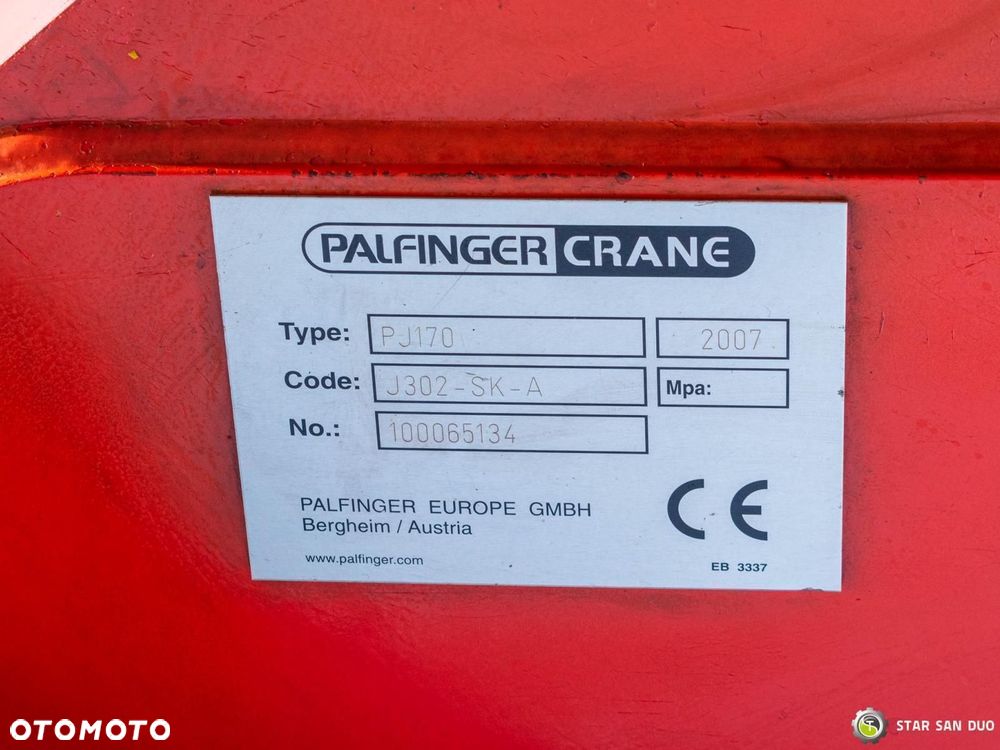 PALFINGER CRANE
Type: PJ170 2007
Code: J302-SK-A Mpa:
No.: 100065134
PALFINGER EUROPE GMBH
Bergheim / Austria
CE
www.palfinger.com
EB 3337
OTOMOTO
STAR SAN DUO